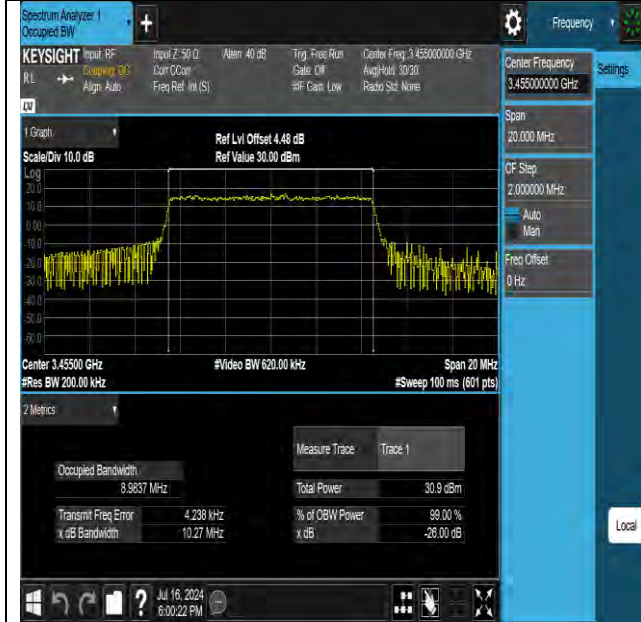 Spectrum Analyzer 1
Occupied BW
+
Frequency
KEYSIGHT Input: RF
Coupling: DC
Align: Auto
RL
Input Z: 50 Ω
Corr CCorr
Freq Ref: Int (S)
Atten: 40 dB
Trig: Free Run
Gate: Off
#IF Gain: Low
Center Freq: 3.455000000 GHz
Avg|Hold: 30/30
Radio Std: None
LXI
1 Graph
Scale/Div 10.0 dB
Ref Lvl Offset 4.48 dB
Ref Value 30.00 dBm
Log
20.0
10.0
0.00
-10.0
-20.0
-30.0
-40.0
-50.0
-60.0
Center 3.45500 GHz
#Res BW 200.00 kHz
#Video BW 620.00 kHz
Span 20 MHz
#Sweep 100 ms (601 pts)
2 Metrics
Measure Trace Trace 1
Occupied Bandwidth
8.9837 MHz
Total Power 30.9 dBm
Transmit Freq Error 4.238 kHz
% of OBW Power 99.00 %
x dB Bandwidth 10.27 MHz
x dB -26.00 dB
Center Frequency
3.455000000 GHz
Settings
Span
20.000 MHz
CF Step
2.000000 MHz
Auto
Man
Freq Offset
0 Hz
Local
?
Jul 16, 2024
6:00:22 PM